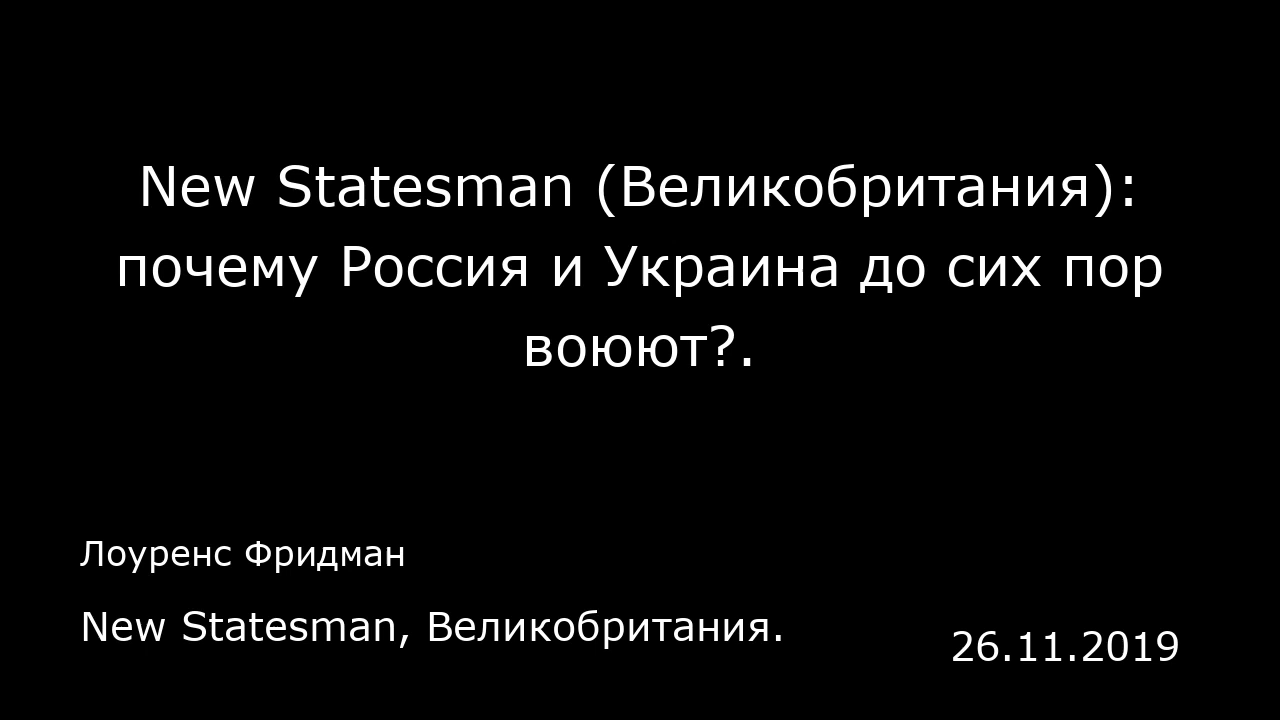 New Statesman (Великобритания):
почему Россия и Украина до сих пор
воюют?.
Лоуренс Фридман
New Statesman, Великобритания.
26.11.2019